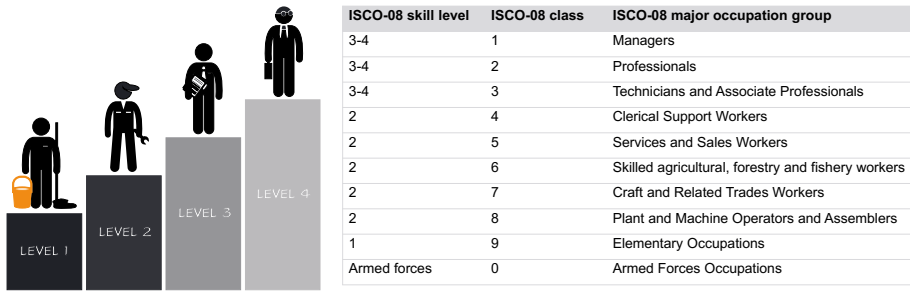 LEVEL 1
LEVEL 2
LEVEL 3
LEVEL 4
ISCO-08 skill level ISCO-08 class ISCO-08 major occupation group
3-4 1 Managers
3-4 2 Professionals
3-4 3 Technicians and Associate Professionals
2 4 Clerical Support Workers
2 5 Services and Sales Workers
2 6 Skilled agricultural, forestry and fishery workers
2 7 Craft and Related Trades Workers
2 8 Plant and Machine Operators and Assemblers
1 9 Elementary Occupations
Armed forces 0 Armed Forces Occupations